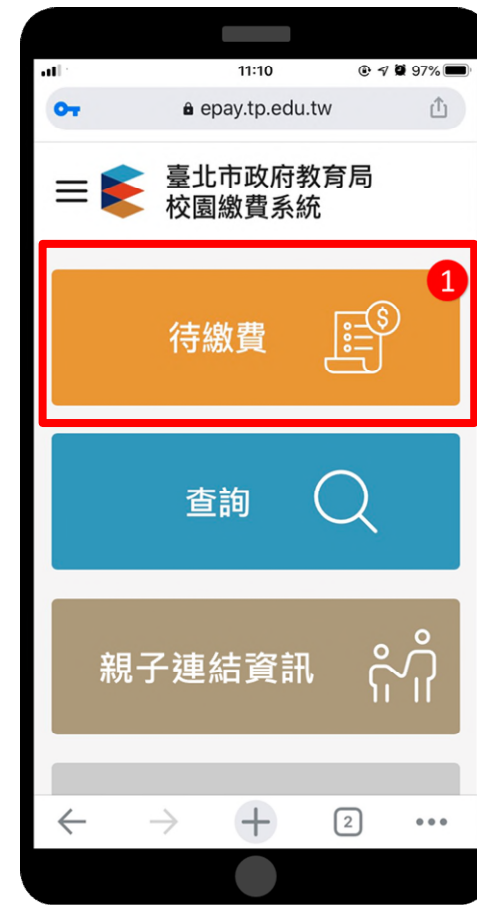 11:10
97%
epay.tp.edu.tw
臺北市政府教育局
校園繳費系統
1
待繳費
$
查詢
親子連結資訊
2